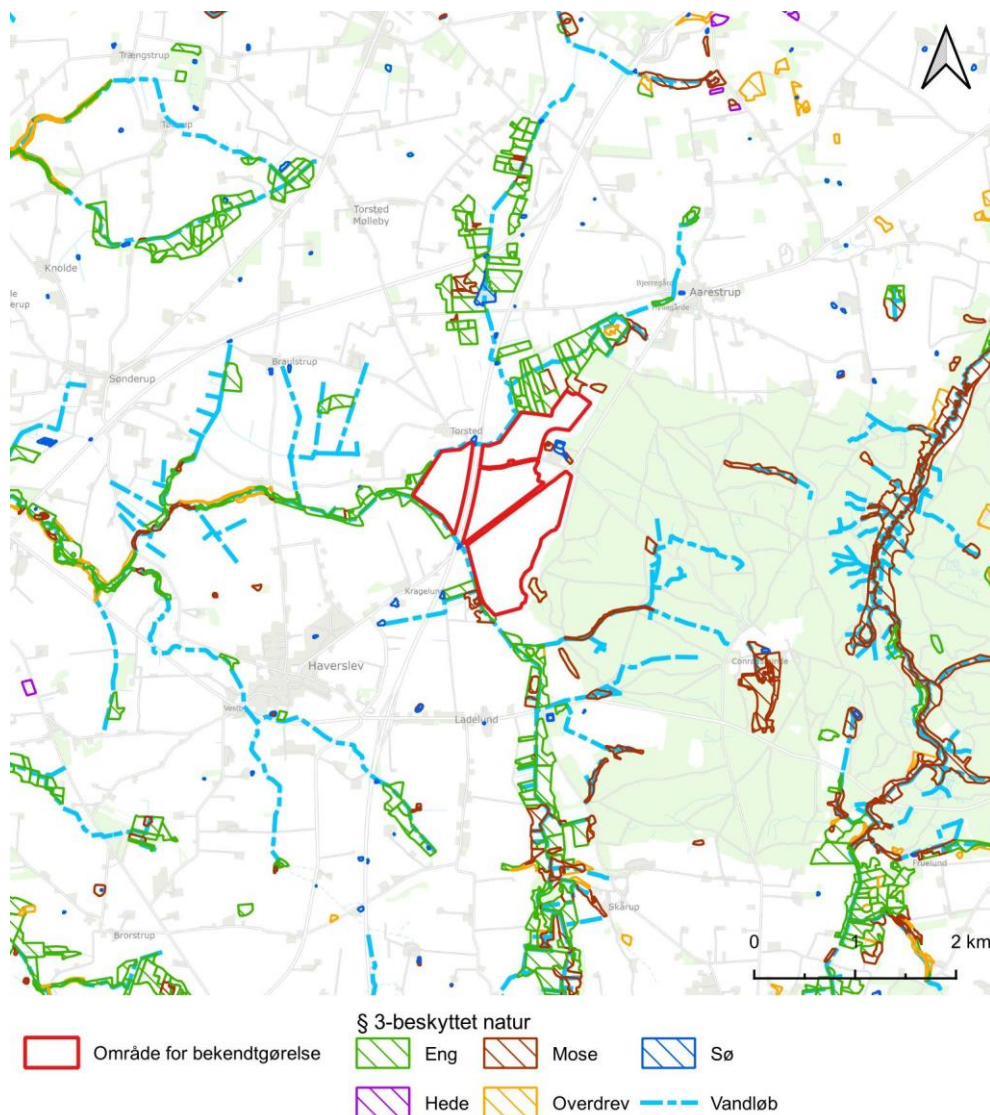 Trængstrup
Torsted
Mølleby
Knolde
Bjerregård
Aarestrup
Braulstrup
Sønderup
Torsted
Kragelund
Haverslev
Ladelund
Fruelund
Skårup
Brorstrup
0 1 2 km
§ 3-beskyttet natur
Område for bekendtgørelse
Eng
Mose
Sø
Hede
Overdrev
Vandløb